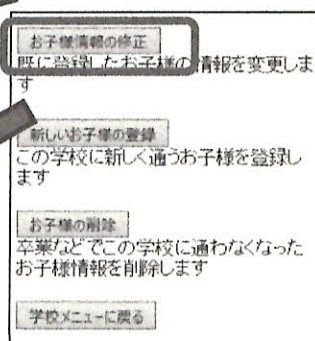 お子様情報の修正
既に登録したお子様の情報を変更しま
す
新しいお子様の登録
この学校に新しく通うお子様を登録し
ます
お子様の削除
卒業などでこの学校に通わなくなった
お子様情報を削除します
学校メニューに戻る